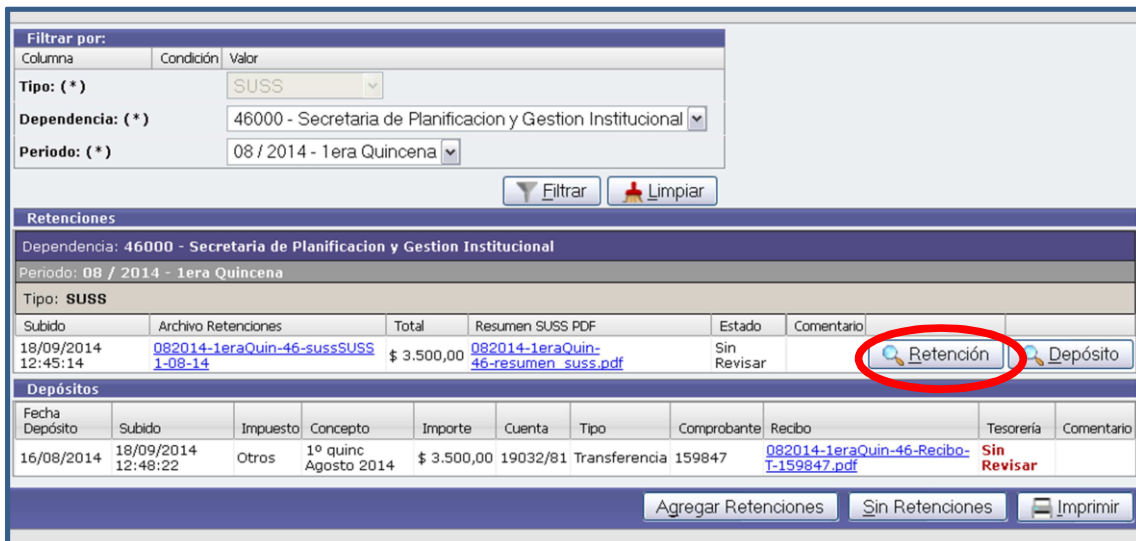 Filtrar por:
Columna Condición Valor
Tipo: (*) SUSS
Dependencia: (*) 46000 - Secretaria de Planificacion y Gestion Institucional
Periodo: (*) 08 / 2014 - 1era Quincena
Filtrar Limpiar
Retenciones
Dependencia: 46000 - Secretaria de Planificacion y Gestion Institucional
Periodo: 08 / 2014 - 1era Quincena
Tipo: SUSS
Subido Archivo Retenciones Total Resumen SUSS PDF Estado Comentario
18/09/2014 082014-1eraQuin-46-sussSUSS $ 3.500,00 082014-1eraQuin- Sin Retención Depósito
12:45:14 1-08-14 46-resumen_suss.pdf Revisar
Depósitos
Fecha
Depósito Subido Impuesto Concepto Importe Cuenta Tipo Comprobante Recibo Tesorería Comentario
16/08/2014 18/09/2014 Otros 1º quinc $ 3.500,00 19032/81 Transferencia 159847 082014-1eraQuin-46-Recibo- Sin
12:48:22 Agosto 2014 T-159847.pdf Revisar
Agregar Retenciones Sin Retenciones Imprimir